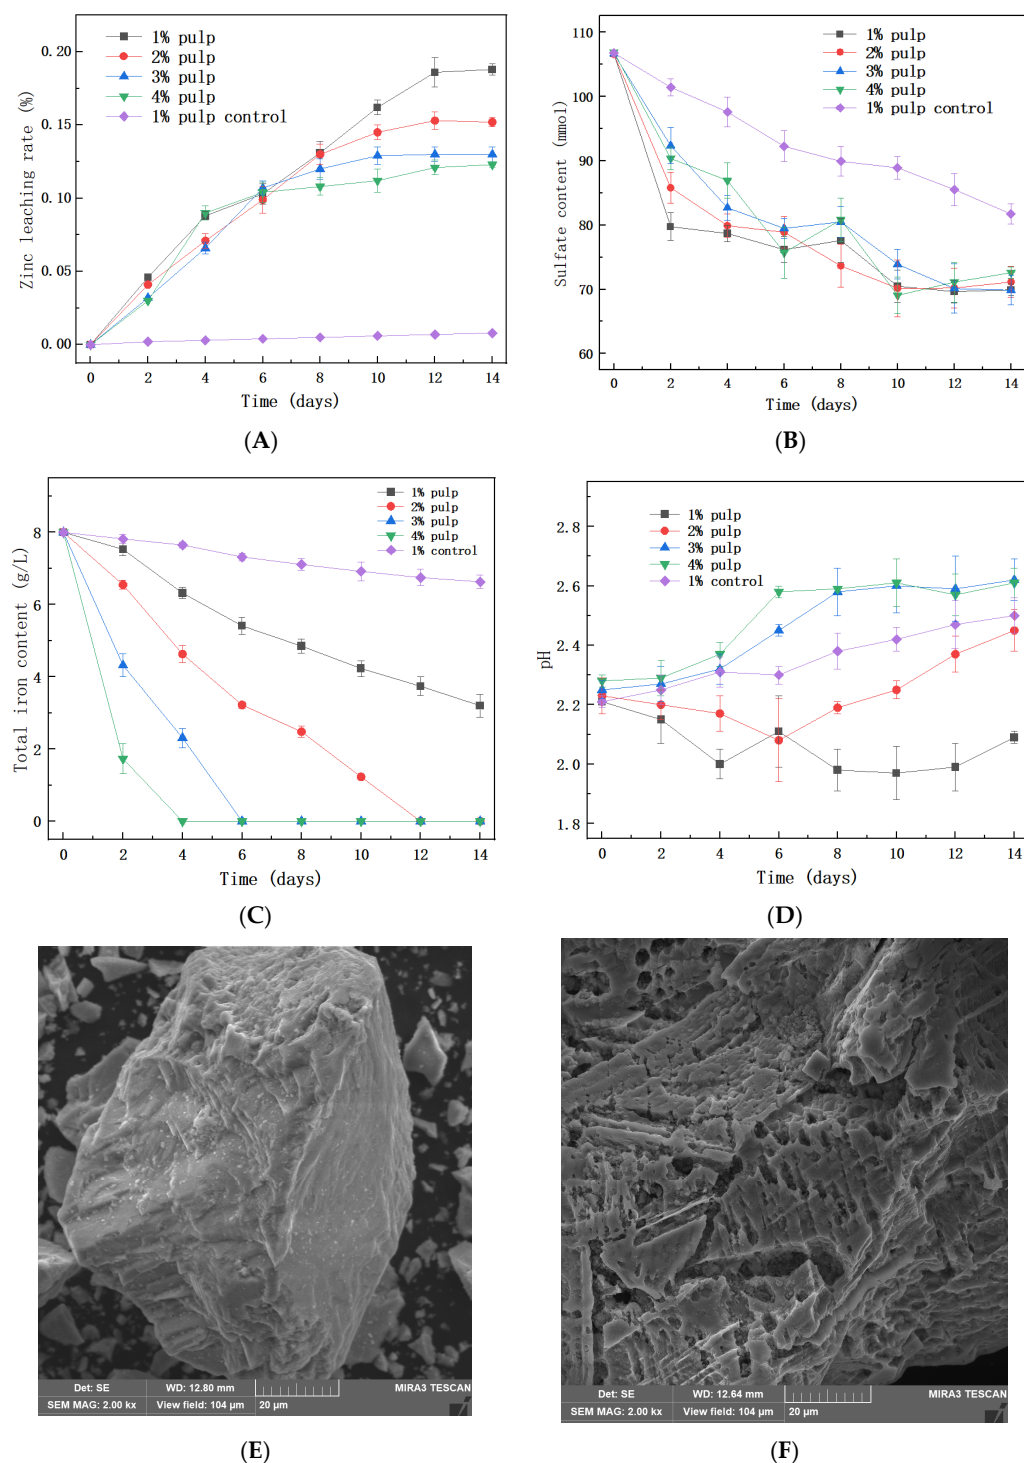 1% pulp
2% pulp
3% pulp
4% pulp
1% pulp control
0.20
0.15
0.10
0.05
0.00
Zinc leaching rate (%)
0 2 4 6 8 10 12 14
Time (days)
(A)
1% pulp
2% pulp
3% pulp
4% pulp
1% pulp control
110
100
90
80
70
60
Sulfate content (mmol)
0 2 4 6 8 10 12 14
Time (days)
(B)
1% pulp
2% pulp
3% pulp
4% pulp
1% control
8
6
4
2
0
Total iron content (g/L)
0 2 4 6 8 10 12 14
Time (days)
(C)
1% pulp
2% pulp
3% pulp
4% pulp
1% control
2.8
2.6
2.4
2.2
2.0
1.8
pH
0 2 4 6 8 10 12 14
Time (days)
(D)
Det: SE WD: 12.80 mm MIRA3 TESCAN
SEM MAG: 2.00 kx View field: 104 µm 20 µm
(E)
Det: SE WD: 12.64 mm MIRA3 TESCAN
SEM MAG: 2.00 kx View field: 104 µm 20 µm
(F)